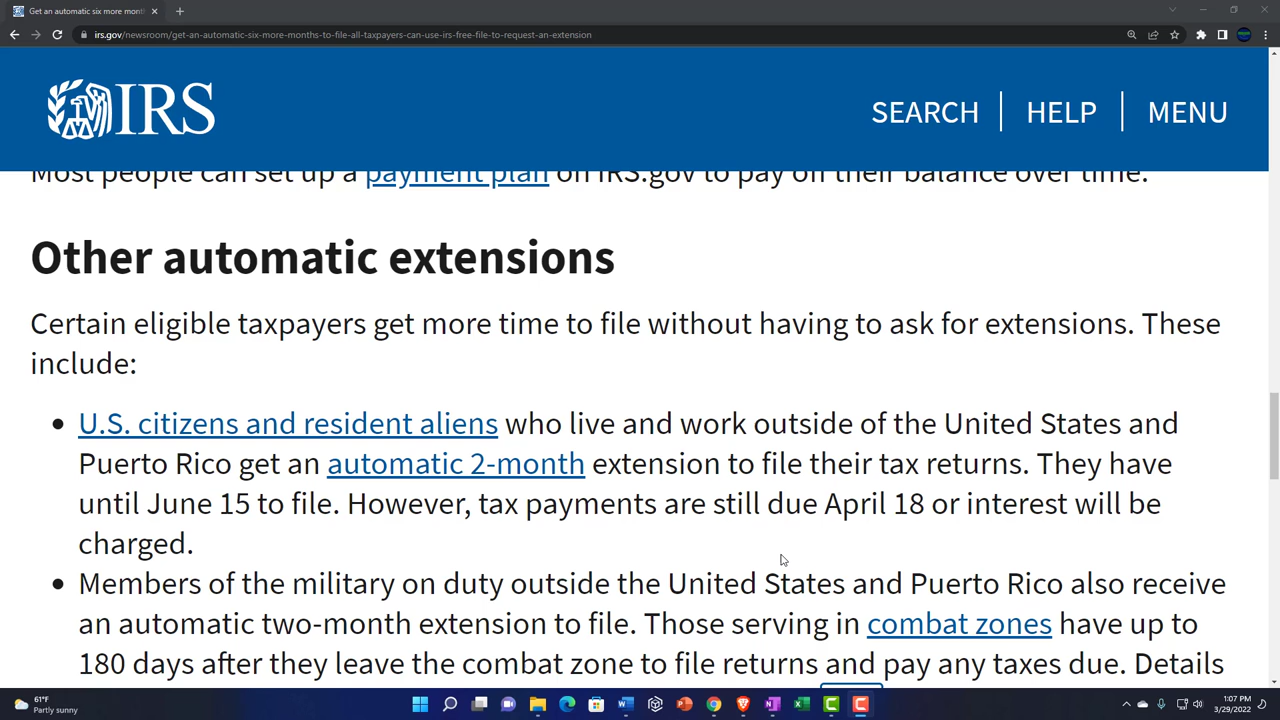 Get an automatic six more mont
irs.gov/newsroom/get-an-automatic-six-more-months-to-file-all-taxpayers-can-use-irs-free-file-to-request-an-extension
IRS
SEARCH HELP MENU
Most people can set up a payment plan on IRS.gov to pay on their balance over time.
Other automatic extensions
Certain eligible taxpayers get more time to file without having to ask for extensions. These
include:
U.S. citizens and resident aliens who live and work outside of the United States and
Puerto Rico get an automatic 2-month extension to file their tax returns. They have
until June 15 to file. However, tax payments are still due April 18 or interest will be
charged.
Members of the military on duty outside the United States and Puerto Rico also receive
an automatic two-month extension to file. Those serving in combat zones have up to
180 days after they leave the combat zone to file returns and pay any taxes due. Details
61°F
Partly sunny
1:07 PM
3/29/2022